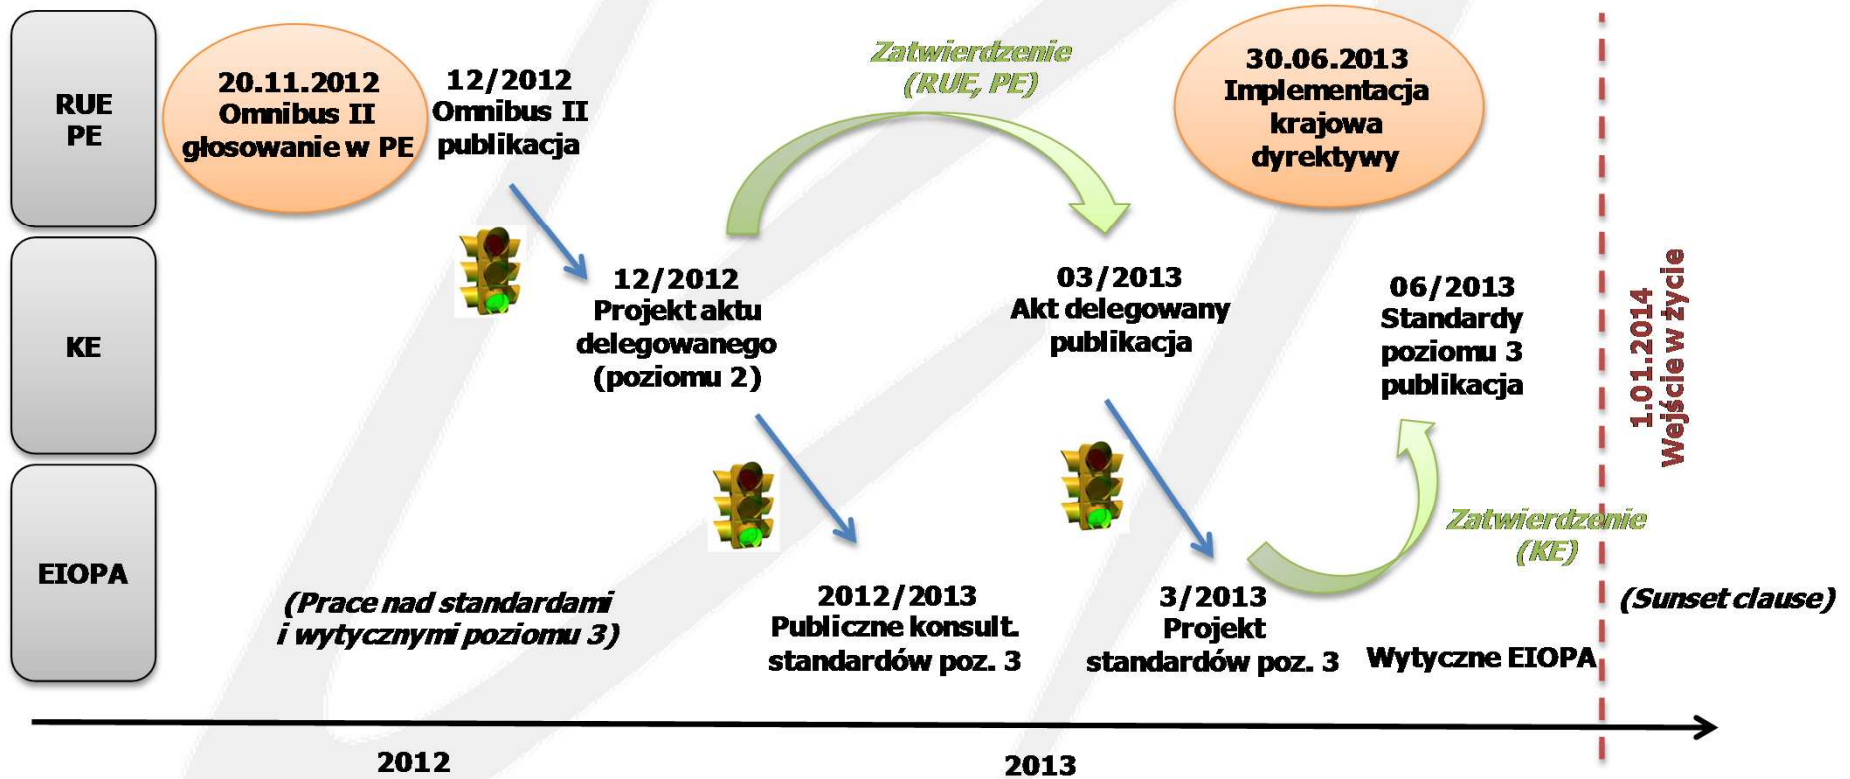 RUE
PE
20.11.2012
Omnibus II
głosowanie w PE
12/2012
Omnibus II
publikacja
Zatwierdzenie
(RUE, PE)
30.06.2013
Implementacja
krajowa
dyrektywy
KE
12/2012
Projekt aktu
delegowanego
(poziomu 2)
03/2013
Akt delegowany
publikacja
06/2013
Standardy
poziomu 3
publikacja
1.01.2014
Wejście w życie
EIOPA
(Prace nad standardami
i wytycznymi poziomu 3)
2012/2013
Publiczne konsult.
standardów poz. 3
3/2013
Projekt
standardów poz. 3
Zatwierdzenie
(KE)
Wytyczne EIOPA
(Sunset clause)
2012
2013